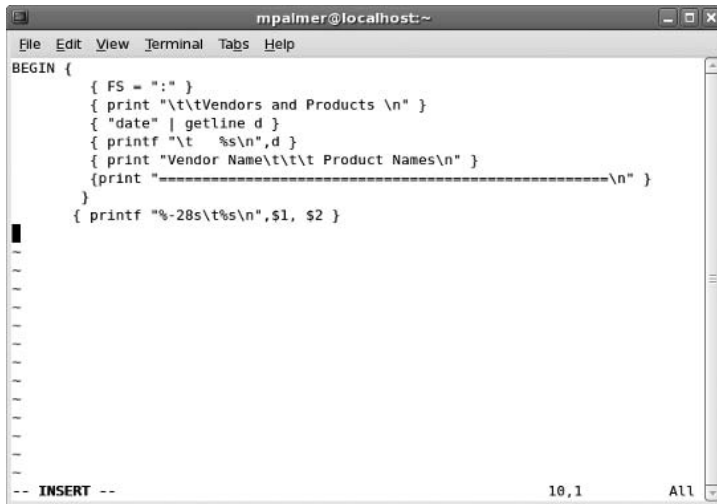 mpalmer@localhost:~
File Edit View Terminal Tabs Help
BEGIN {
{ FS = ":" }
{ print "\t\tVendors and Products \n" }
{ "date" | getline d }
{ printf "\t   %s\n",d }
{ print "Vendor Name\t\t\t Product Names\n" }
{print "====================================================\n" }
}
{ printf "%-28s\t%s\n",$1, $2 }
~
~
~
~
~
~
~
~
~
~
~
~
~
-- INSERT -- 10,1 All